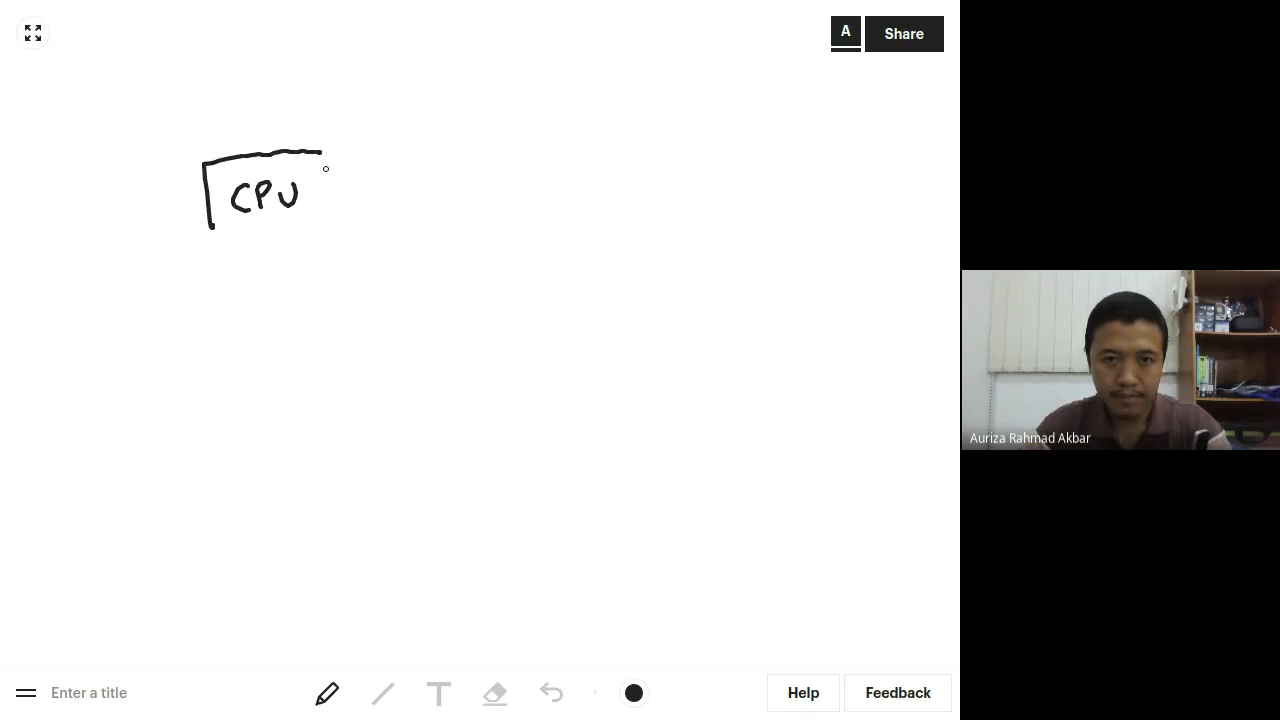 A
Share
CPU
Auriza Rahmad Akbar
Enter a title
T
Help
Feedback